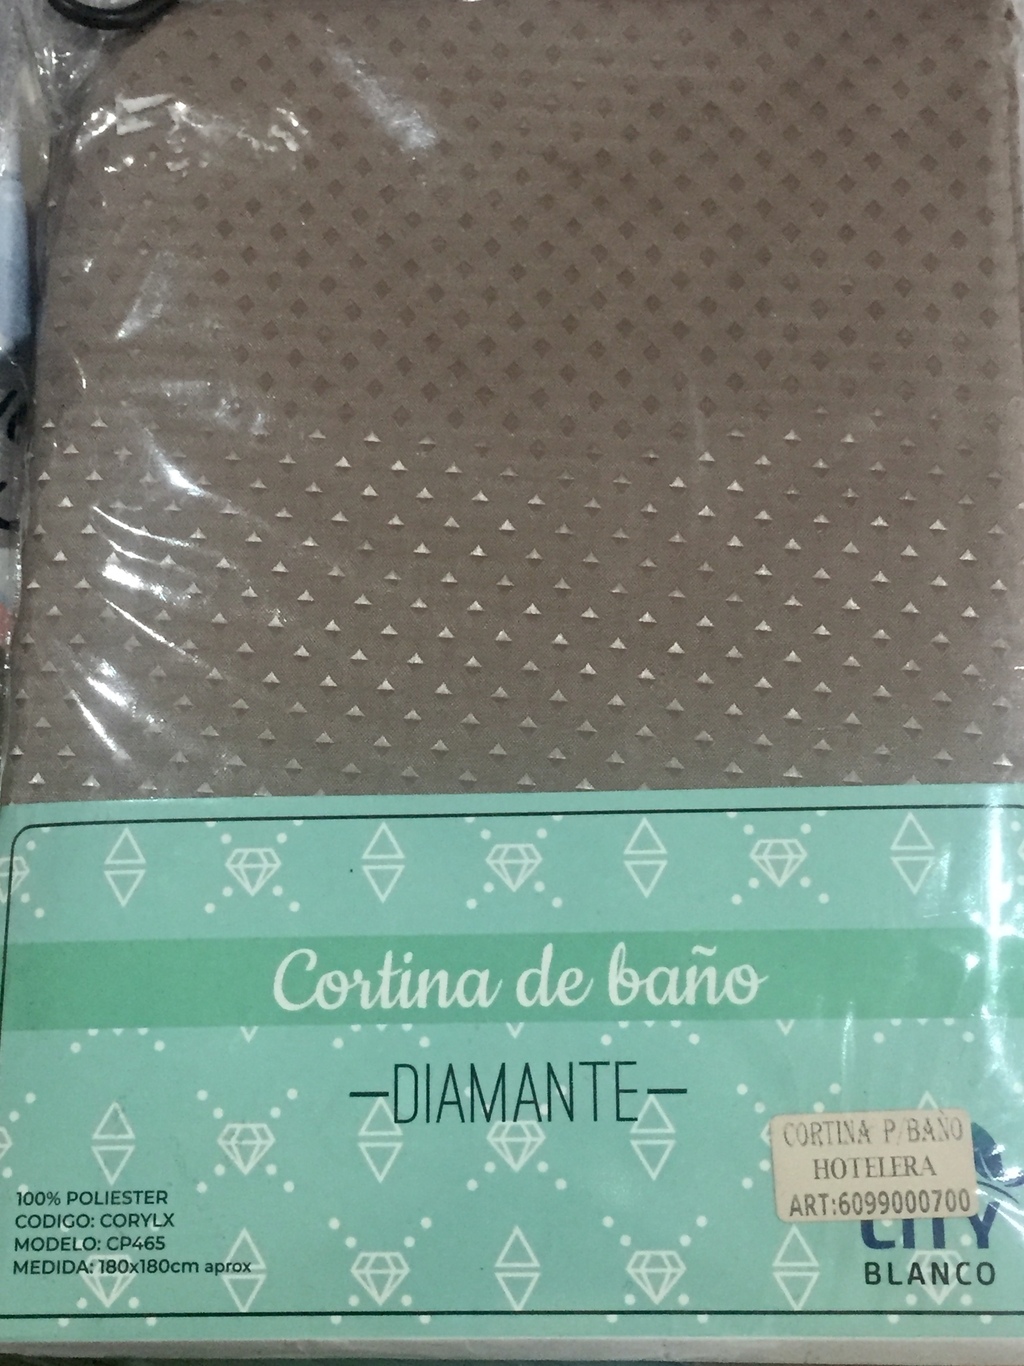 Cortina de baño
—DIAMANTE—
100% POLIESTER
CODIGO: CORYLX
MODELO: CP465
MEDIDA: 180x180cm aprox
CORTINA P/BAÑO
HOTELERA
ART:6099000700
CITY
BLANCO